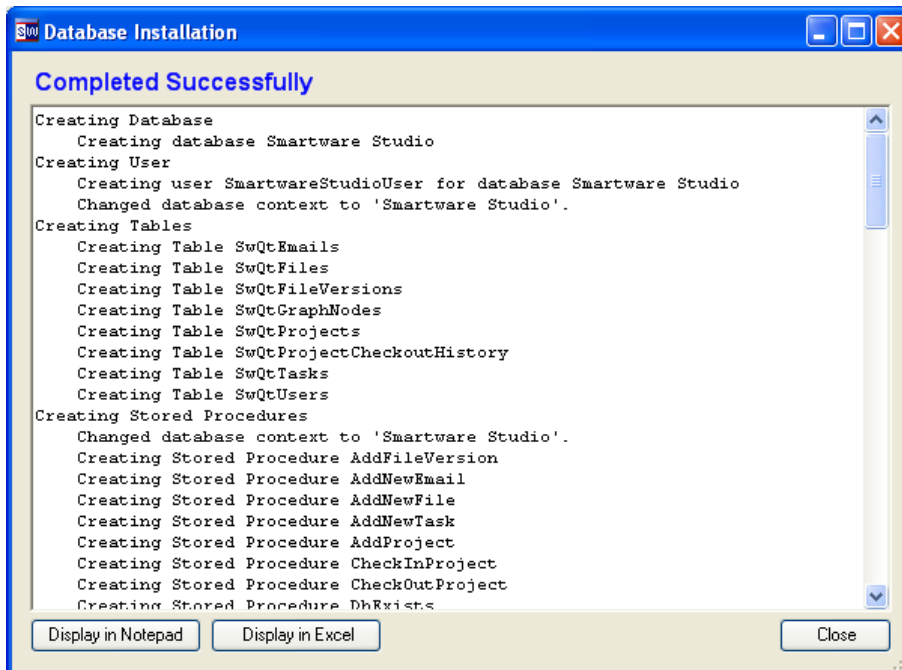 SW Database Installation
Completed Successfully
Creating Database
Creating database Smartware Studio
Creating User
Creating user SmartwareStudioUser for database Smartware Studio
Changed database context to 'Smartware Studio'.
Creating Tables
Creating Table SwQtEmails
Creating Table SwQtFiles
Creating Table SwQtFileVersions
Creating Table SwQtGraphNodes
Creating Table SwQtProjects
Creating Table SwQtProjectCheckoutHistory
Creating Table SwQtTasks
Creating Table SwQtUsers
Creating Stored Procedures
Changed database context to 'Smartware Studio'.
Creating Stored Procedure AddFileVersion
Creating Stored Procedure AddNewEmail
Creating Stored Procedure AddNewFile
Creating Stored Procedure AddNewTask
Creating Stored Procedure AddProject
Creating Stored Procedure CheckInProject
Creating Stored Procedure CheckOutProject
Creating Stored Procedure DbExists
Display in Notepad Display in Excel Close